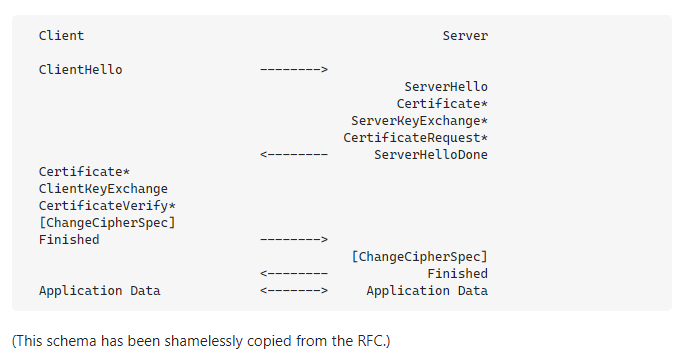 Client Server
ClientHello -------->
ServerHello
Certificate*
ServerKeyExchange*
CertificateRequest*
<-------- ServerHelloDone
Certificate*
ClientKeyExchange
CertificateVerify*
[ChangeCipherSpec]
Finished -------->
[ChangeCipherSpec]
<-------- Finished
Application Data <-------> Application Data
(This schema has been shamelessly copied from the RFC.)